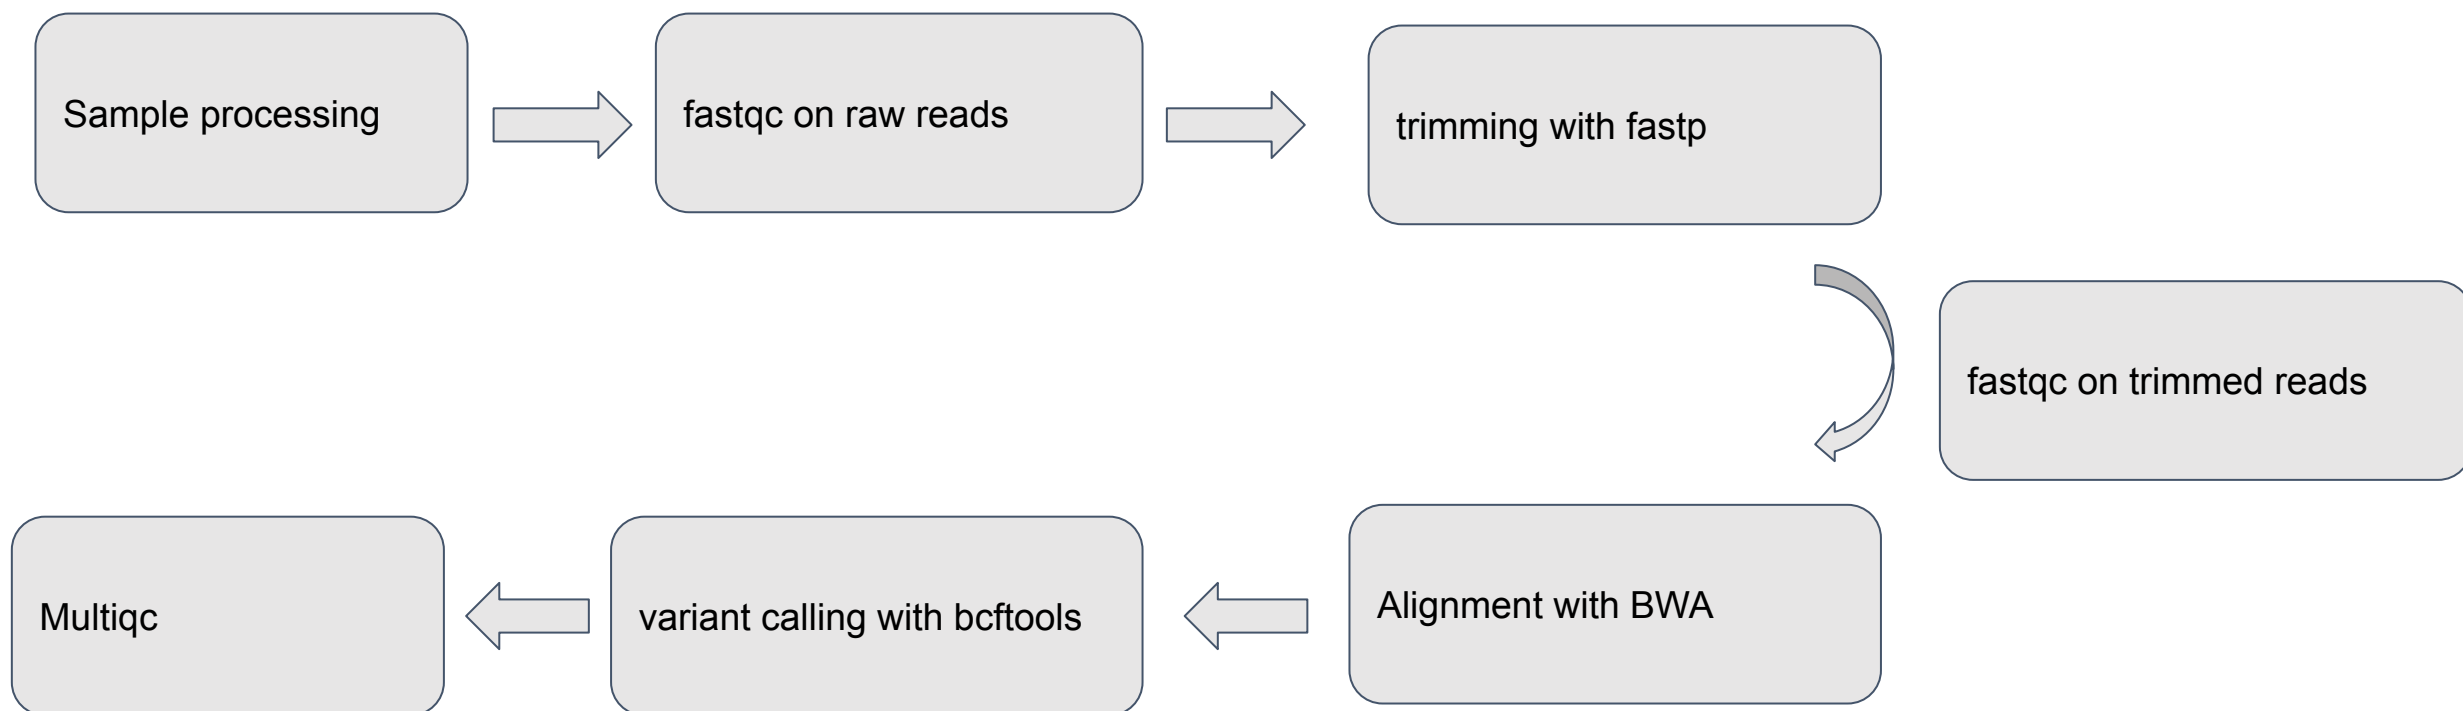 Sample processing
fastqc on raw reads
trimming with fastp
fastqc on trimmed reads
Alignment with BWA
variant calling with bcftools
Multiqc